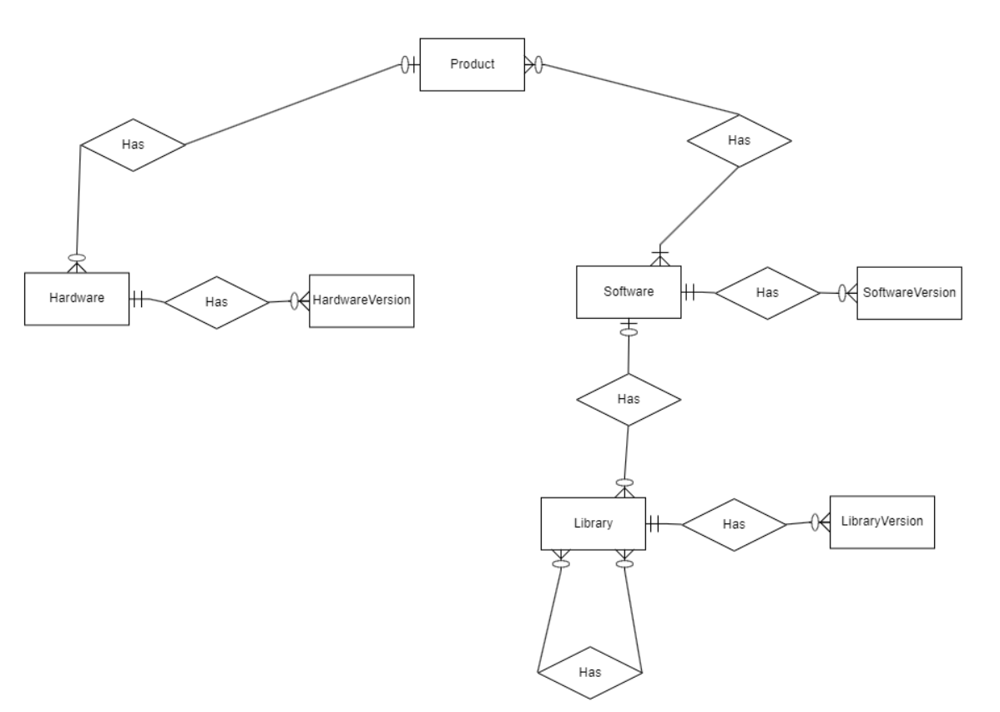 Product
Has
Has
Hardware
Has
HardwareVersion
Software
Has
SoftwareVersion
Has
Library
Has
LibraryVersion
Has